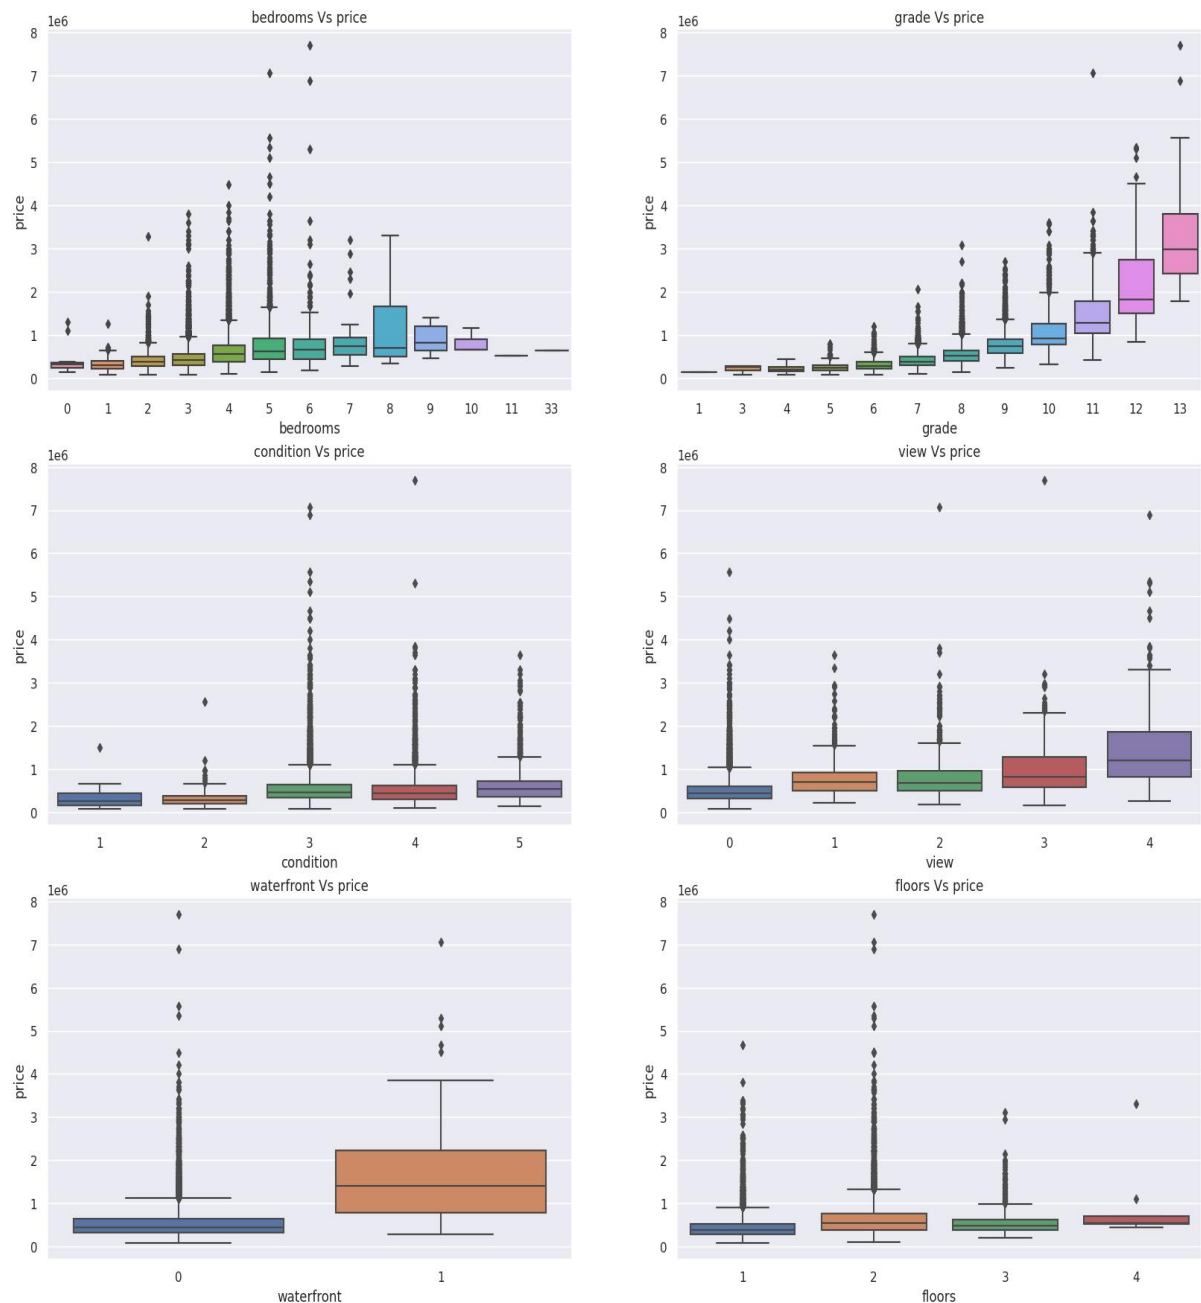 bedrooms Vs price
1e6
8
7
6
5
4
3
2
1
0
price
0 1 2 3 4 5 6 7 8 9 10 11 33
bedrooms
grade Vs price
1e6
8
7
6
5
4
3
2
1
0
price
1 3 4 5 6 7 8 9 10 11 12 13
grade
condition Vs price
1e6
8
7
6
5
4
3
2
1
0
price
1 2 3 4 5
condition
view Vs price
1e6
8
7
6
5
4
3
2
1
0
price
0 1 2 3 4
view
waterfront Vs price
1e6
8
7
6
5
4
3
2
1
0
price
0 1
waterfront
floors Vs price
1e6
8
7
6
5
4
3
2
1
0
price
1 2 3 4
floors